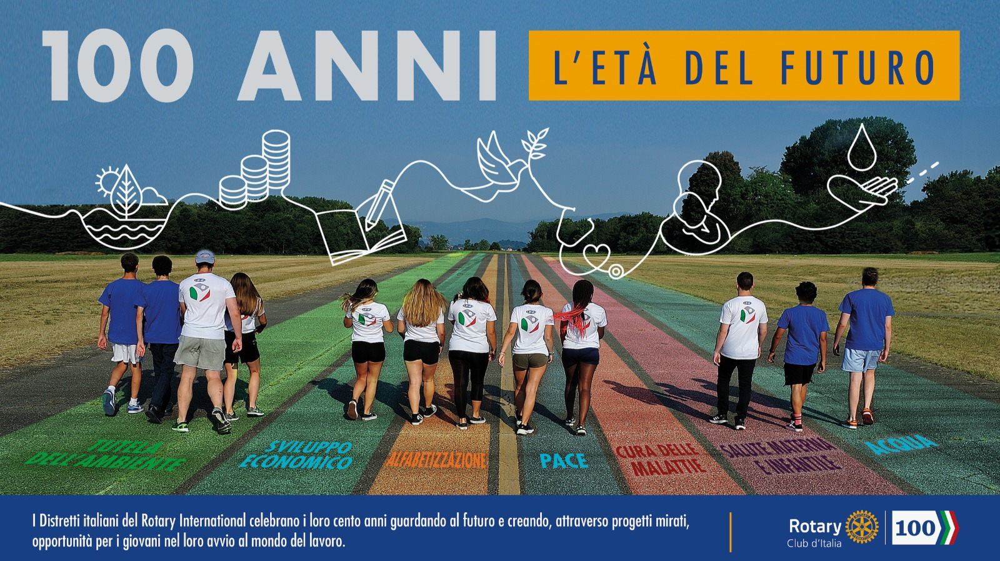 100 ANNI L'ETÀ DEL FUTURO
TUTELA
DELL'AMBIENTE
SVILUPPO
ECONOMICO
ALFABETIZZAZIONE
PACE
CURA DELLE
MALATTIE
SALUTE MATERNA
E INFANTILE
ACQUA
I Distretti italiani del Rotary International celebrano i loro cento anni guardando al futuro e creando, attraverso progetti mirati,
opportunità per i giovani nel loro avvio al mondo del lavoro.
Rotary
Club d'Italia
100